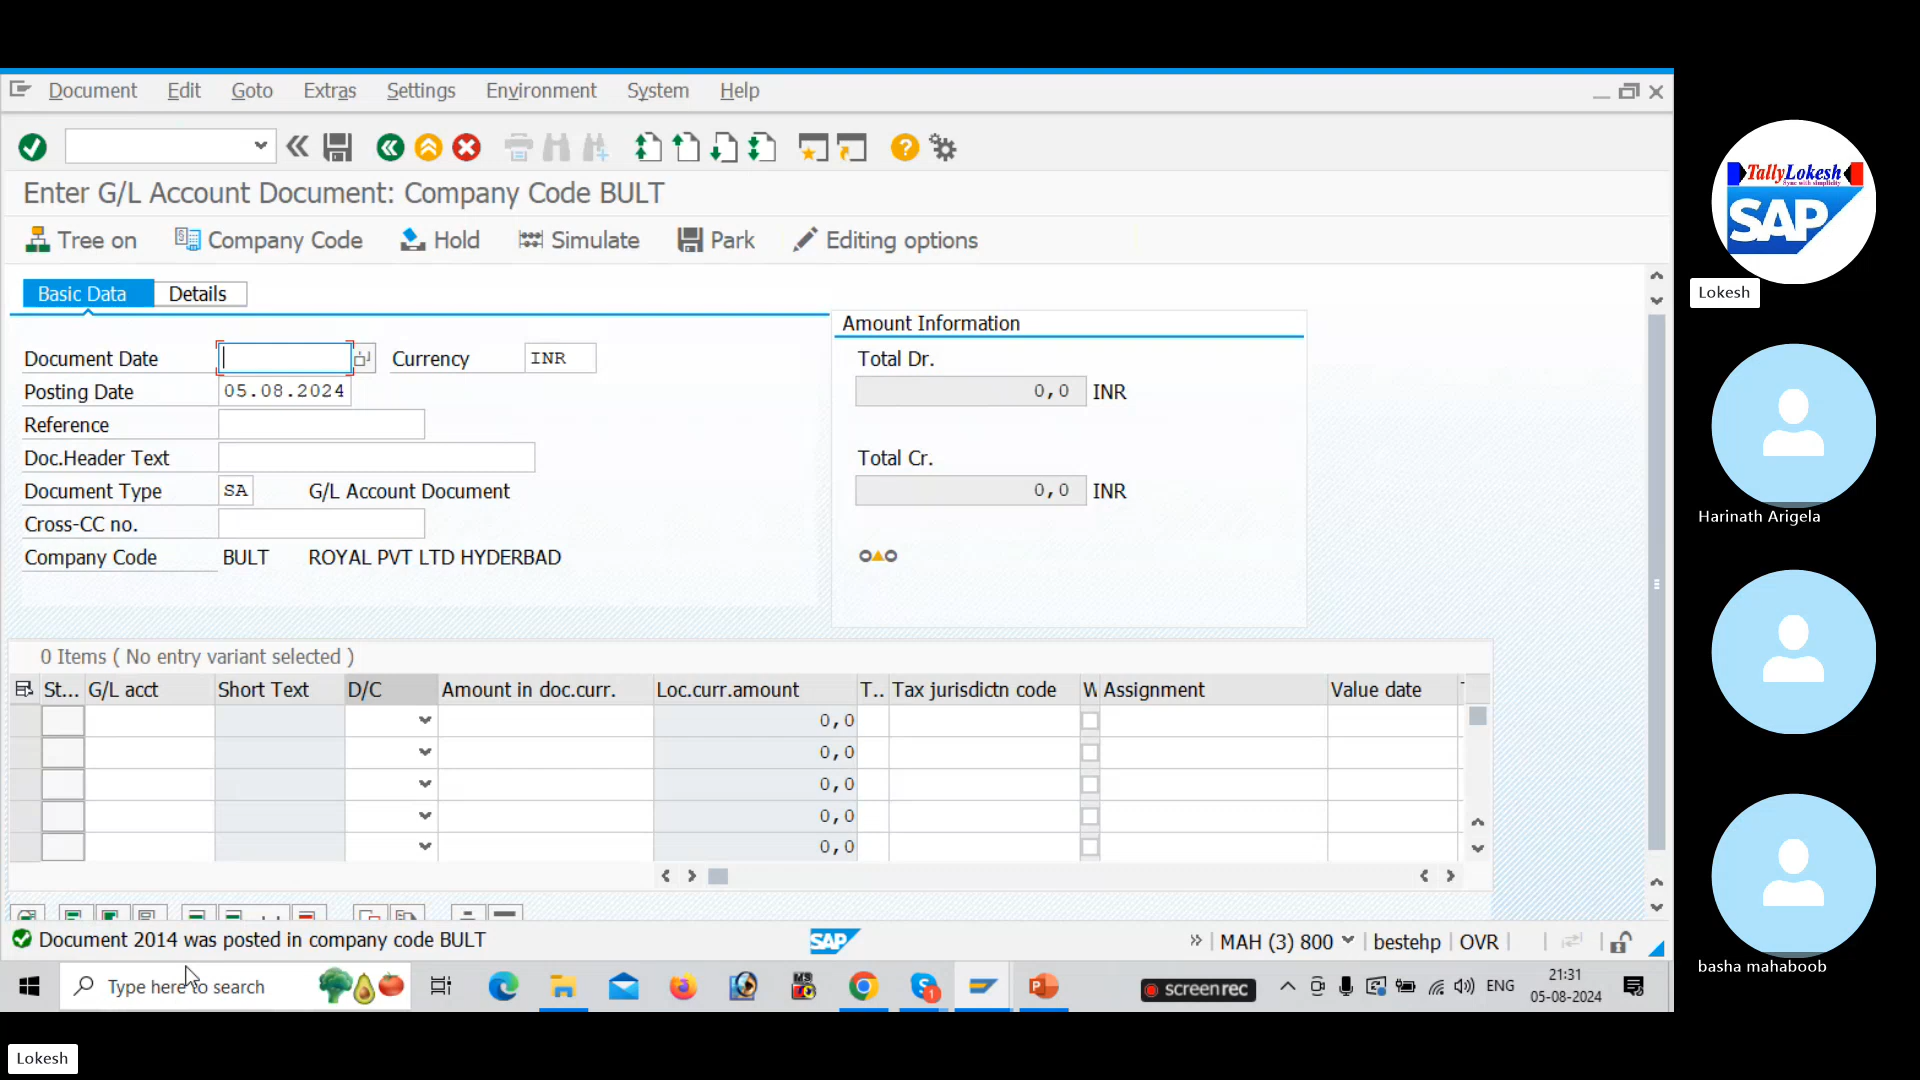 Document Edit Goto Extras Settings Environment System Help
Enter G/L Account Document: Company Code BULT
Tree on Company Code Hold Simulate Park Editing options
Basic Data Details
Document Date Currency INR
Posting Date 05.08.2024
Reference
Doc.Header Text
Document Type SA G/L Account Document
Cross-CC no.
Company Code BULT ROYAL PVT LTD HYDERBAD
Amount Information
Total Dr.
0,0 INR
Total Cr.
0,0 INR
0 Items ( No entry variant selected )
St... G/L acct Short Text D/C Amount in doc.curr. Loc.curr.amount T.. Tax jurisdictn code W Assignment Value date
0,0
0,0
0,0
0,0
0,0
Document 2014 was posted in company code BULT SAP MAH (3) 800 bestehp OVR
Type here to search screenrec ENG 21:31
05-08-2024
TallyLokesh
Sync with simplicity
SAP
Lokesh
Harinath Arigela
basha mahaboob
Lokesh